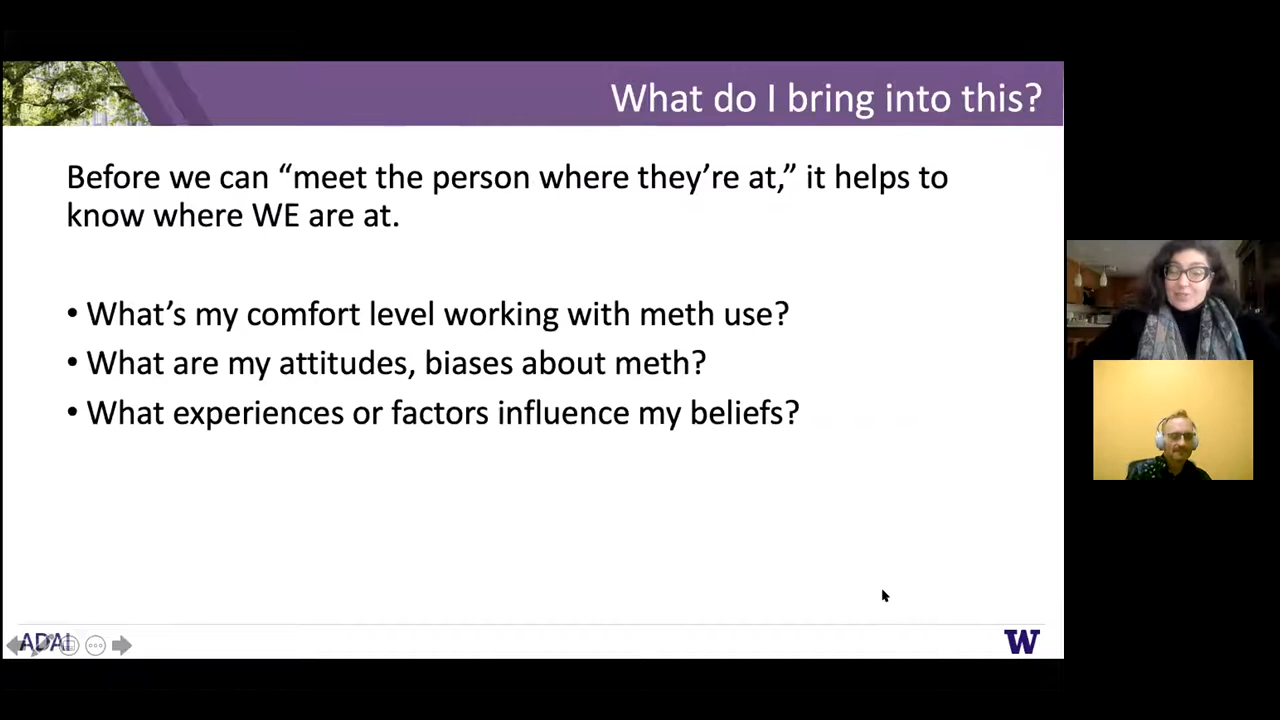 What do I bring into this?
Before we can “meet the person where they’re at,” it helps to
know where WE are at.
• What’s my comfort level working with meth use?
• What are my attitudes, biases about meth?
• What experiences or factors influence my beliefs?
ADAI
W